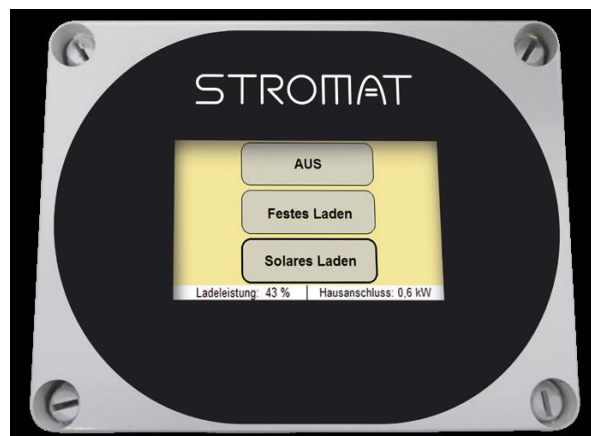 STROMAT
AUS
Festes Laden
Solares Laden
Ladeleistung: 43 % | Hausanschluss: 0,6 kW